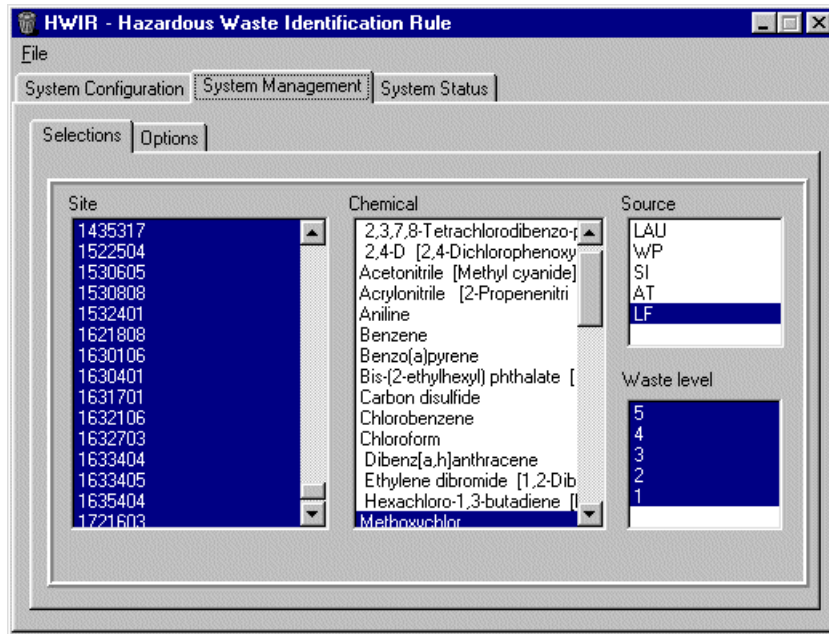 HWIR - Hazardous Waste Identification Rule
File
System Configuration System Management System Status
Selections Options
Site
1435317
1522504
1530605
1530808
1532401
1621808
1630106
1630401
1631701
1632106
1632703
1633404
1633405
1635404
1721603
Chemical
2,3,7,8-Tetrachlorodibenzo-p
2,4-D [2,4-Dichlorophenoxy
Acetonitrile [Methyl cyanide]
Acrylonitrile [2-Propenenitri
Aniline
Benzene
Benzo(a)pyrene
Bis-(2-ethylhexyl) phthalate [
Carbon disulfide
Chlorobenzene
Chloroform
Dibenz[a,h]anthracene
Ethylene dibromide [1,2-Dib
Hexachloro-1,3-butadiene [
Methoxychlor
Source
LAU
WP
SI
AT
LF
Waste level
5
4
3
2
1